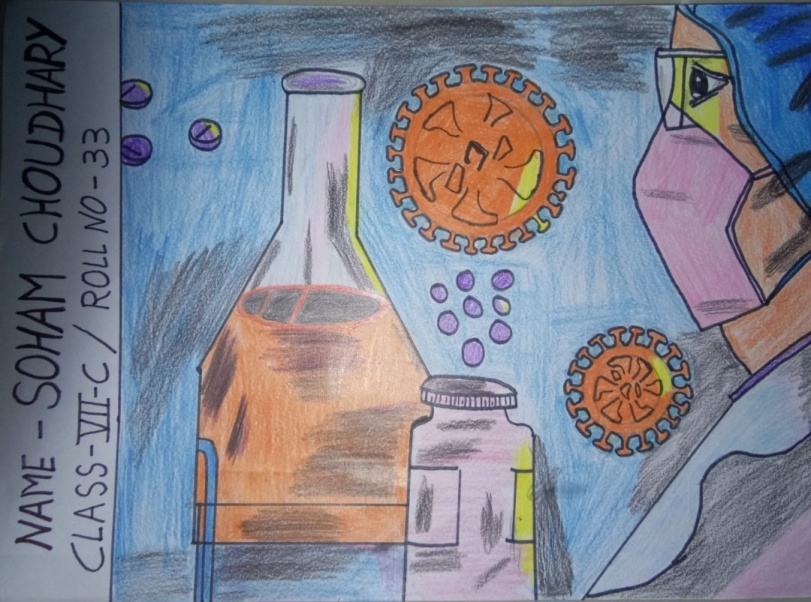 NAME - SOHAM CHOUDHARY
CLASS-VII-C / ROLL NO - 33